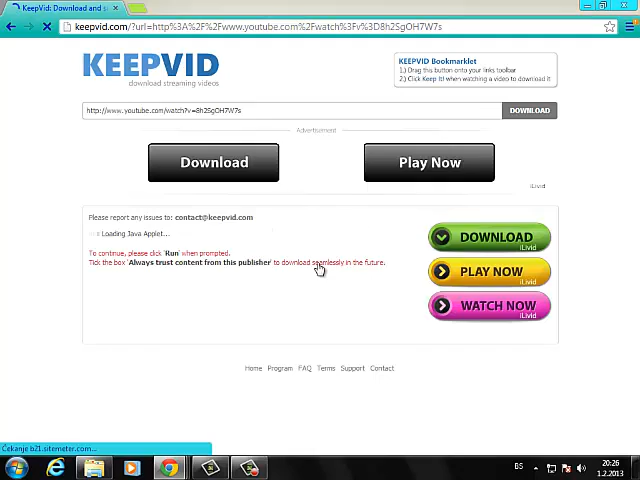 KeepVid: Download and s
keepvid.com/?url=http%3A%2F%2Fwww.youtube.com%2Fwatch%3Fv%3D8h2SgOH7W7s
KEEPVID
download streaming videos
KEEPVID Bookmarklet
1.) Drag this button onto your links toolbar
2.) Click Keep It! when watching a video to download it
http://www.youtube.com/watch?v=8h2SgOH7W7s
DOWNLOAD
Advertisement
Download
Play Now
iLivid
Please report any issues to: contact@keepvid.com
Loading Java Applet...
To continue, please click 'Run' when prompted.
Tick the box 'Always trust content from this publisher' to download seamlessly in the future.
DOWNLOAD
iLivid
PLAY NOW
iLivid
WATCH NOW
iLivid
Home Program FAQ Terms Support Contact
Čekanje b21.sitemeter.com...
BS
20:26
1.2.2013